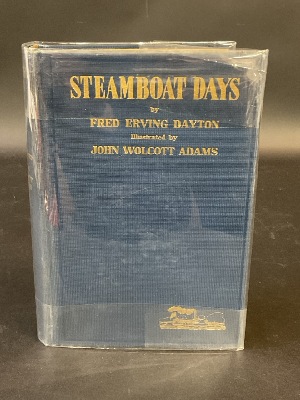 STEAMBOAT DAYS
by
FRED ERVING DAYTON
Illustrated by
JOHN WOLCOTT ADAMS